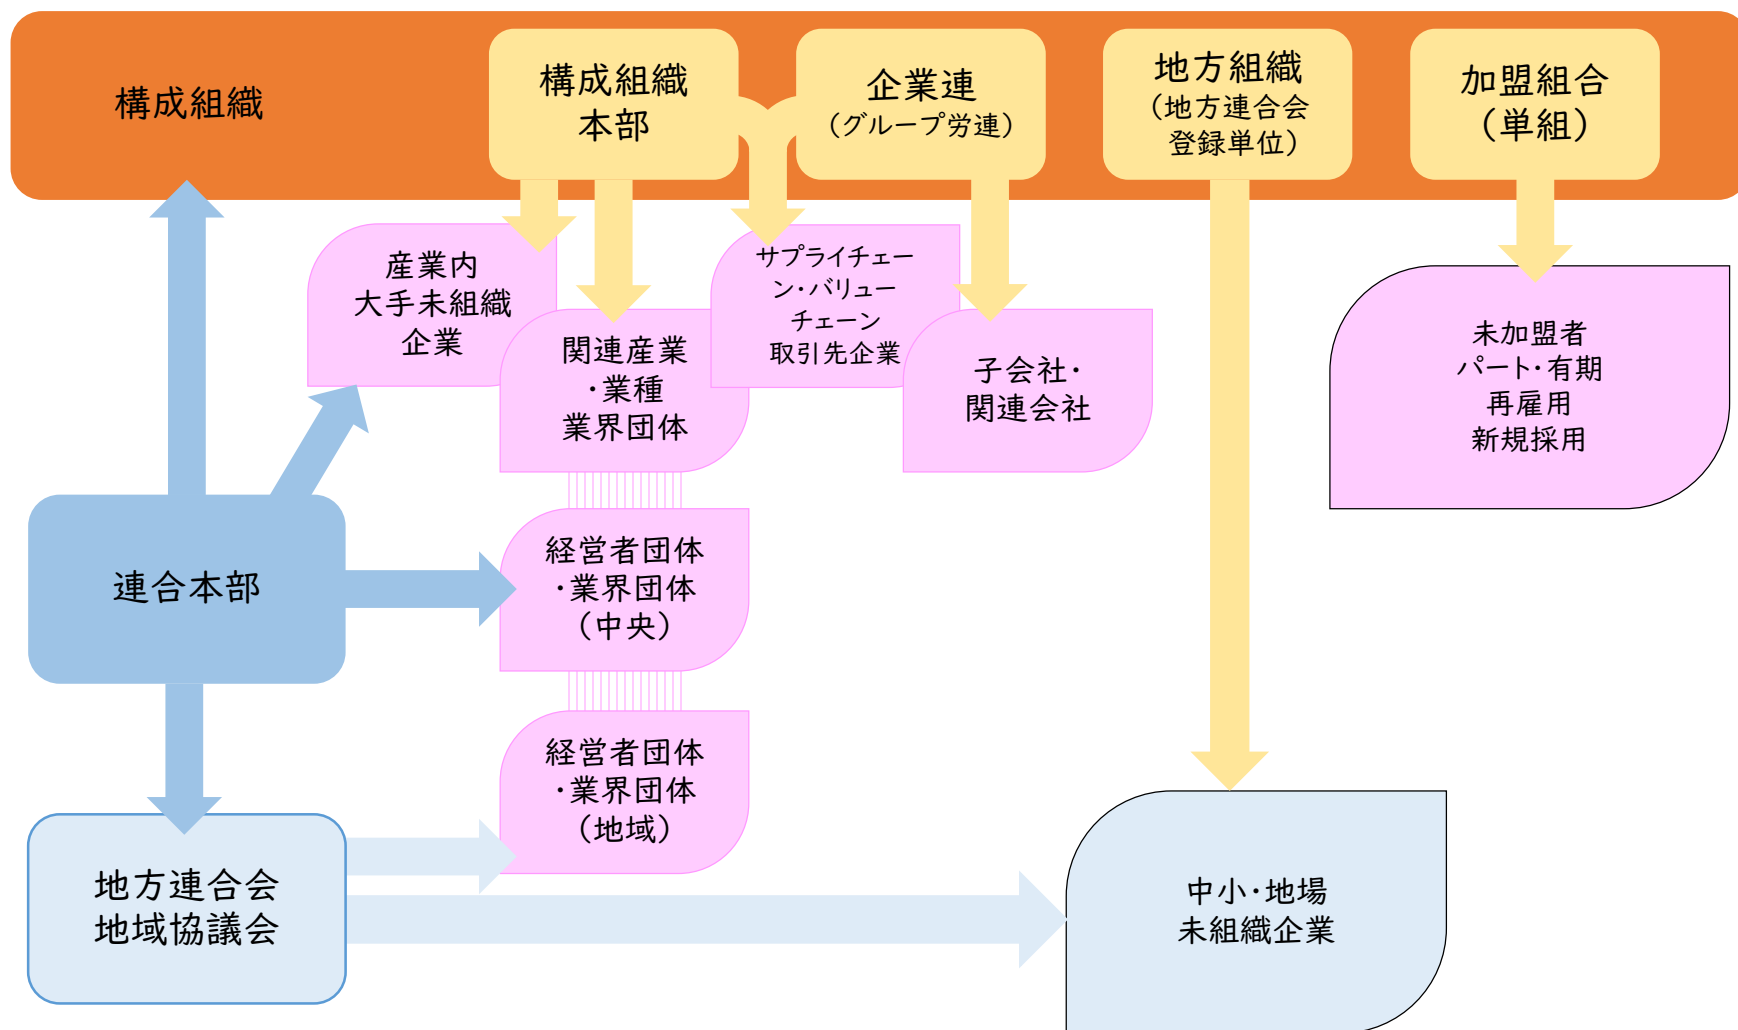 構成組織
構成組織
本部
企業連
（グループ労連）
地方組織
（地方連合会
登録単位）
加盟組合
（単組）
産業内
大手未組織
企業
関連産業
・業種
業界団体
サプライチェー
ン・バリュー
チェーン
取引先企業
子会社・
関連会社
未加盟者
パート・有期
再雇用
新規採用
連合本部
経営者団体
・業界団体
（中央）
経営者団体
・業界団体
（地域）
地方連合会
地域協議会
中小・地場
未組織企業